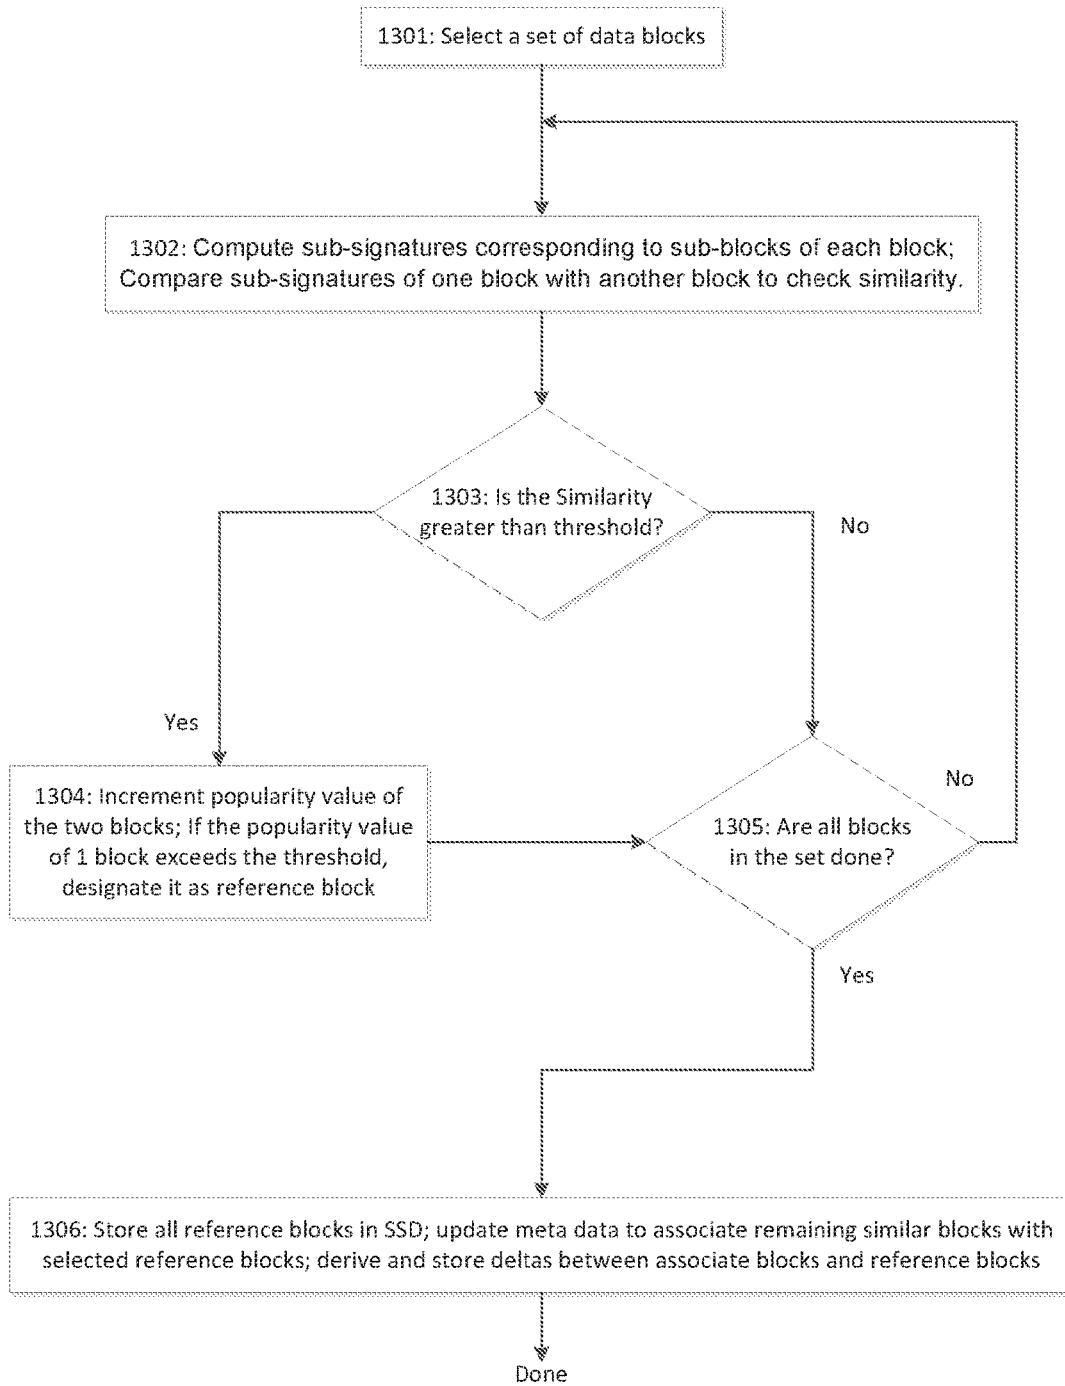 1301: Select a set of data blocks
1302: Compute sub-signatures corresponding to sub-blocks of each block;
Compare sub-signatures of one block with another block to check similarity.
1303: Is the Similarity
greater than threshold?
No
Yes
No
1304: Increment popularity value of
the two blocks; If the popularity value
of 1 block exceeds the threshold,
designate it as reference block
1305: Are all blocks
in the set done?
Yes
1306: Store all reference blocks in SSD; update meta data to associate remaining similar blocks with
selected reference blocks; derive and store deltas between associate blocks and reference blocks
Done